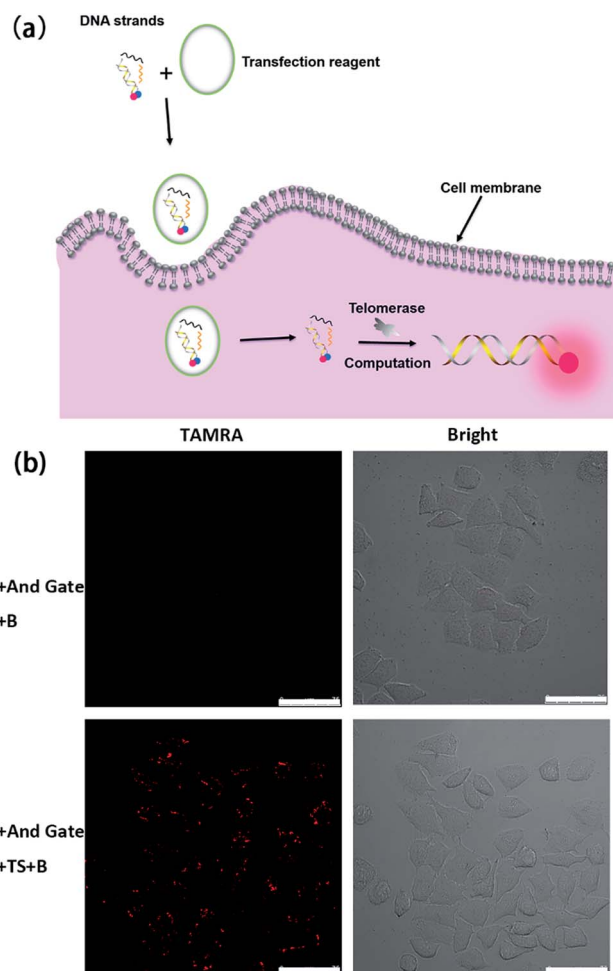 (a)
DNA strands
+
Transfection reagent
Cell membrane
Telomerase
Computation
TAMRA
Bright
(b)
+And Gate
+B
+And Gate
+TS+B